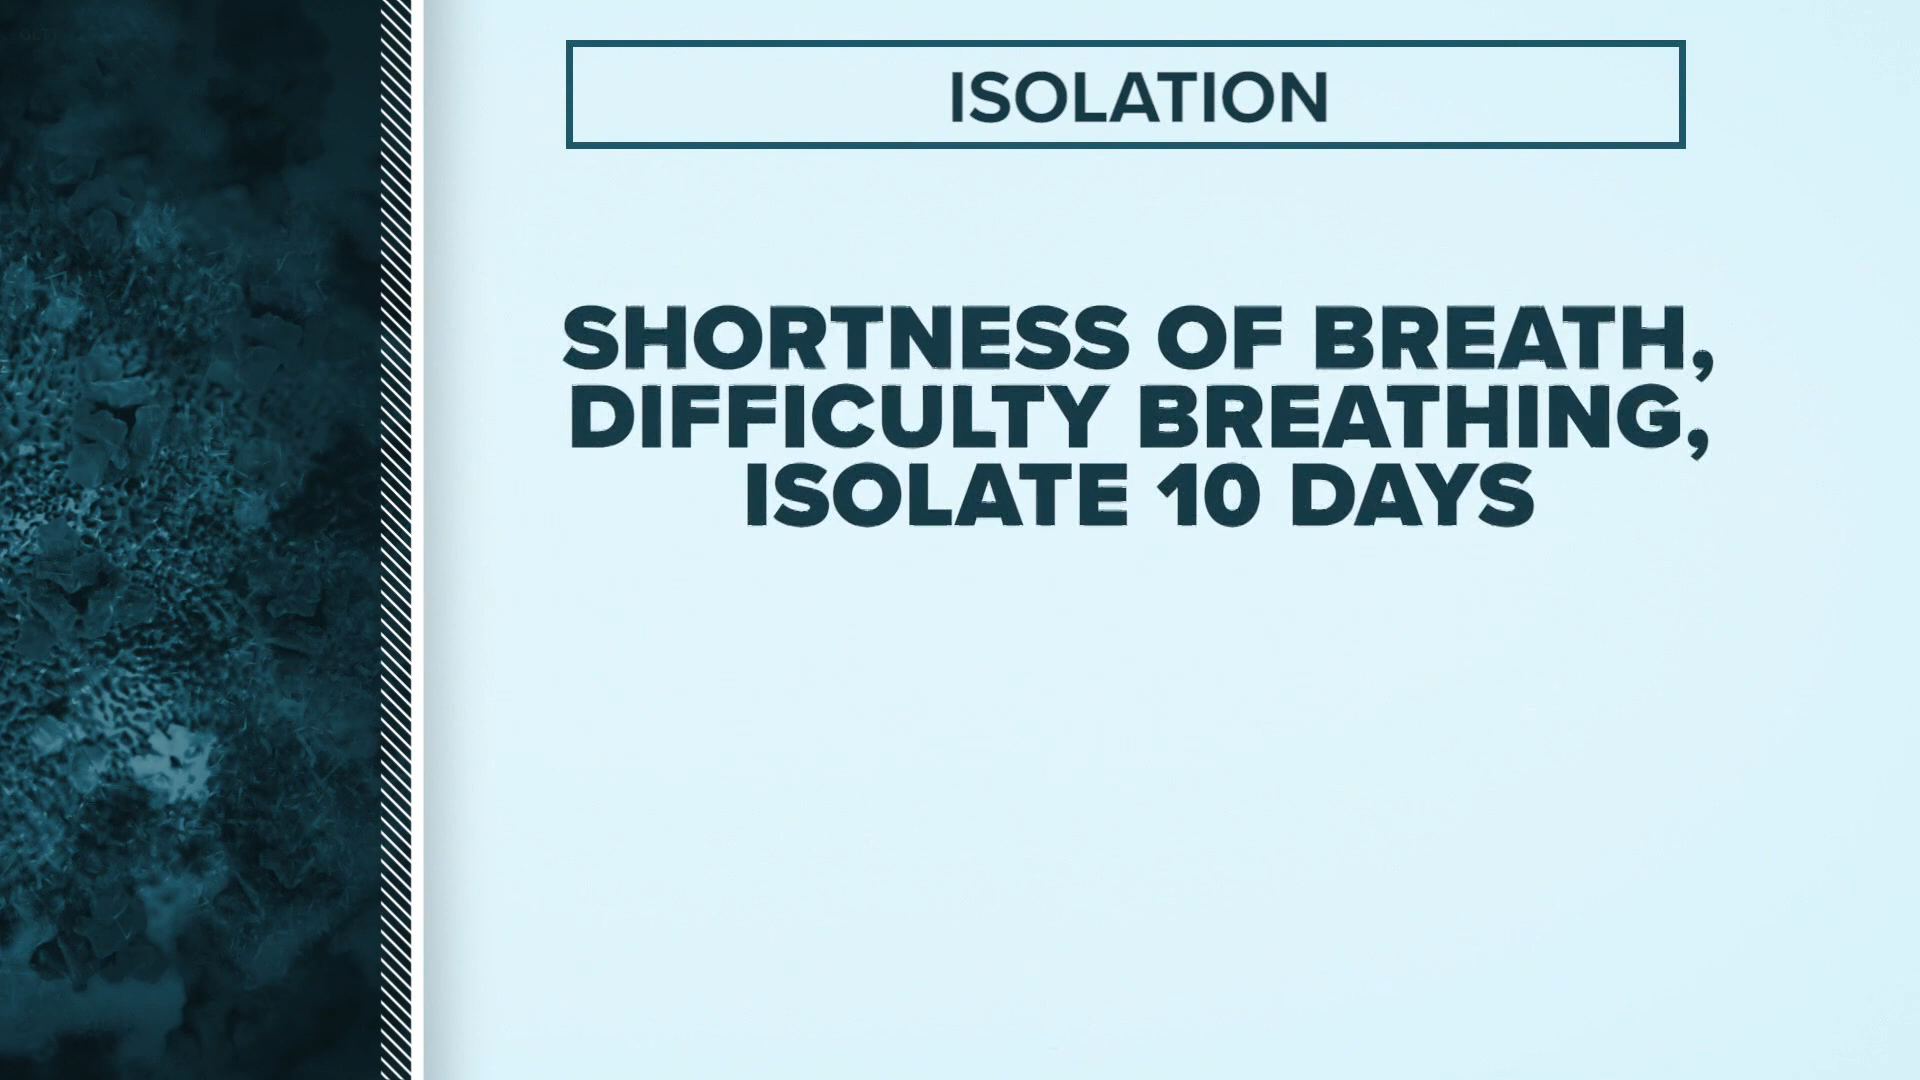 ISOLATION
SHORTNESS OF BREATH,
DIFFICULTY BREATHING,
ISOLATE 10 DAYS